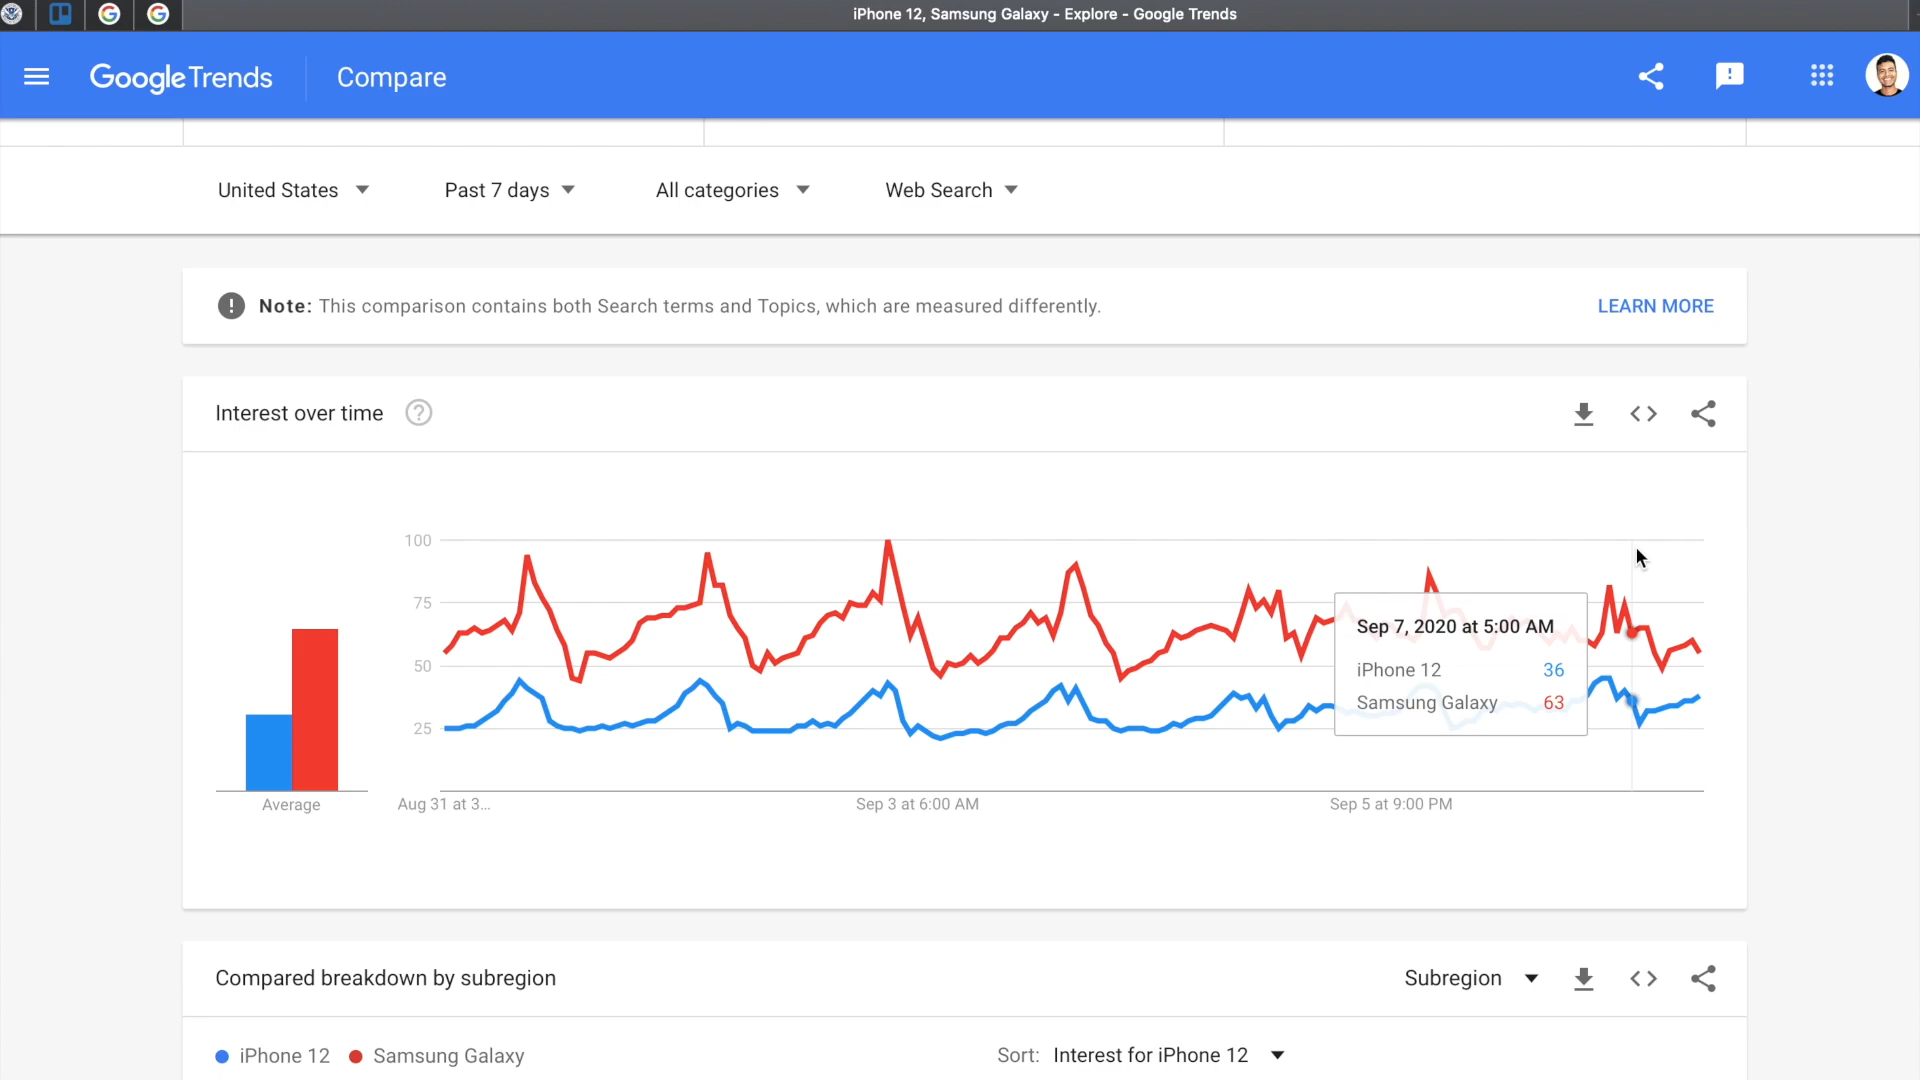 iPhone 12, Samsung Galaxy - Explore - Google Trends
Google Trends Compare
United States Past 7 days All categories Web Search
Note: This comparison contains both Search terms and Topics, which are measured differently. LEARN MORE
Interest over time
100
75
50
25
Sep 7, 2020 at 5:00 AM
iPhone 12 36
Samsung Galaxy 63
Average Aug 31 at 3... Sep 3 at 6:00 AM Sep 5 at 9:00 PM
Compared breakdown by subregion Subregion
iPhone 12 Samsung Galaxy Sort: Interest for iPhone 12